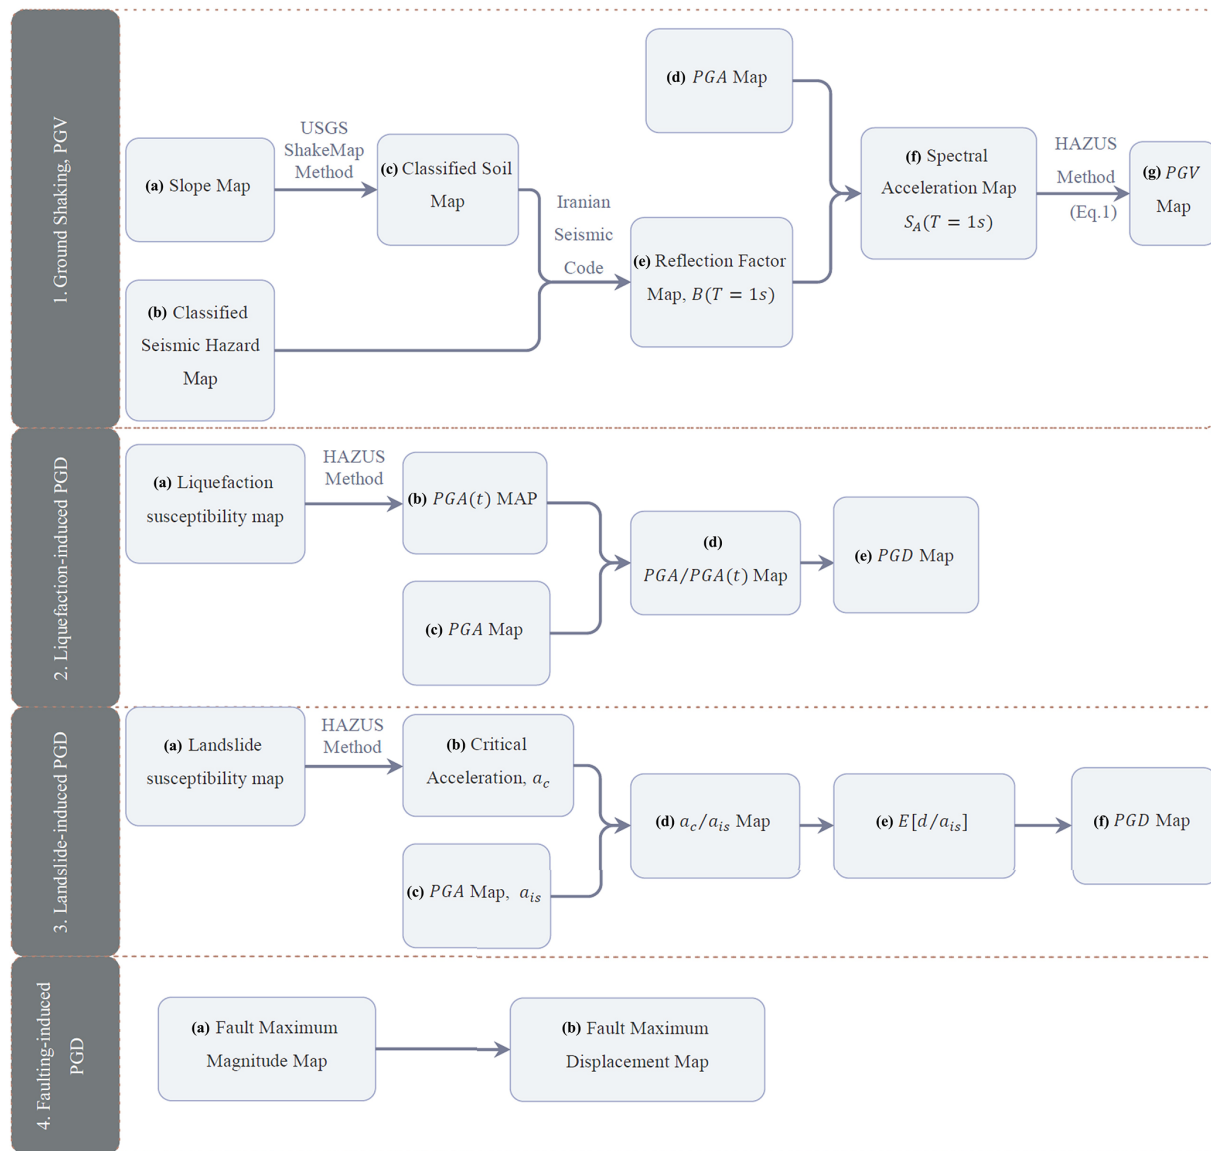 1. Ground Shaking, PGV
(a) Slope Map
USGS
ShakeMap
Method
(c) Classified Soil
Map
(b) Classified
Seismic Hazard
Map
Iranian
Seismic
Code
(d) PGA Map
(e) Reflection Factor
Map, B(T = 1s)
(f) Spectral
Acceleration Map
S_A(T = 1s)
HAZUS
Method
(Eq.1)
(g) PGV
Map
2. Liquefaction-induced PGD
(a) Liquefaction
susceptibility map
HAZUS
Method
(b) PGA(t) MAP
(c) PGA Map
(d)
PGA/PGA(t) Map
(e) PGD Map
3. Landslide-induced PGD
(a) Landslide
susceptibility map
HAZUS
Method
(b) Critical
Acceleration, a_c
(c) PGA Map, a_is
(d) a_c/a_is Map
(e) E[d/a_is]
(f) PGD Map
4. Faulting-induced
PGD
(a) Fault Maximum
Magnitude Map
(b) Fault Maximum
Displacement Map